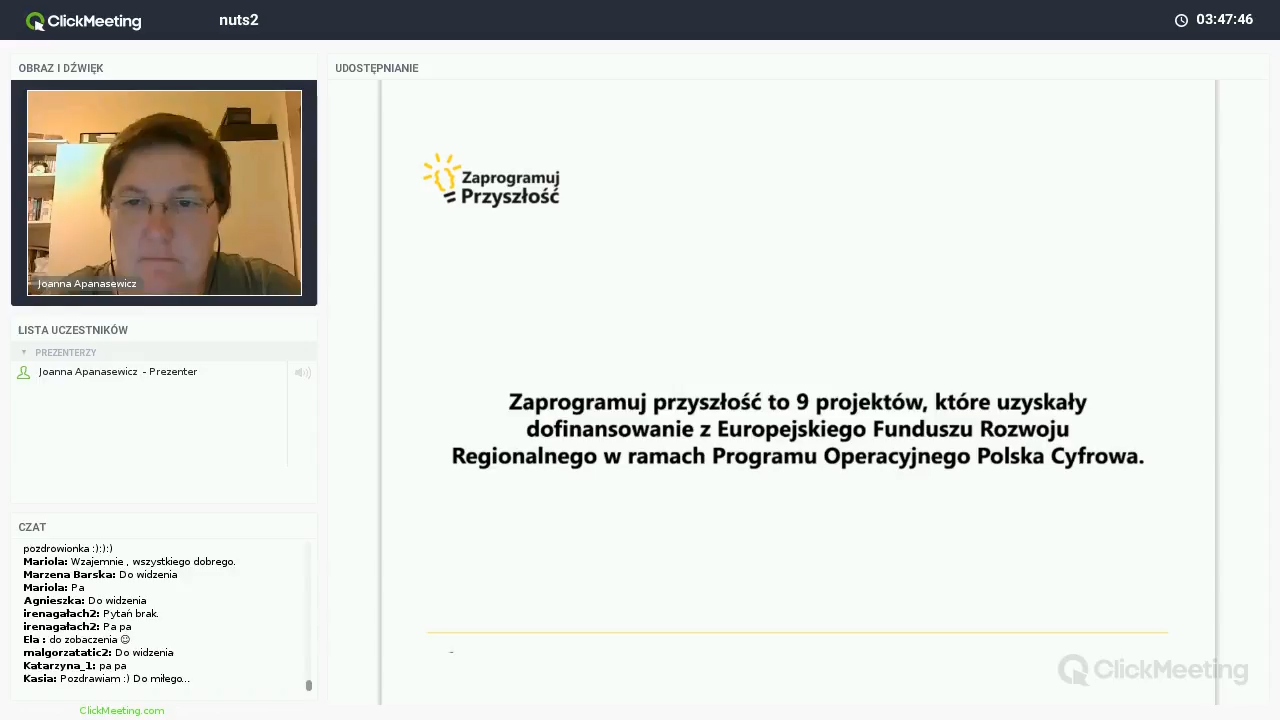 ClickMeeting
nuts2
03:47:46
OBRAZ I DŹWIĘK
Joanna Apanasewicz
LISTA UCZESTNIKÓW
PREZENTERZY
Joanna Apanasewicz - Prezenter
CZAT
pozdrowionka :):):)
Mariola: Wzajemnie , wszystkiego dobrego.
Marzena Barska: Do widzenia
Mariola: Pa
Agnieszka: Do widzenia
irenagałach2: Pytań brak.
irenagałach2: Pa pa
Ela : do zobaczenia ☺
malgorzatatic2: Do widzenia
Katarzyna_1: pa pa
Kasia: Pozdrawiam :) Do miłego...
ClickMeeting.com
UDOSTĘPNIANIE
Zaprogramuj
Przyszłość
Zaprogramuj przyszłość to 9 projektów, które uzyskały
dofinansowanie z Europejskiego Funduszu Rozwoju
Regionalnego w ramach Programu Operacyjnego Polska Cyfrowa.
ClickMeeting